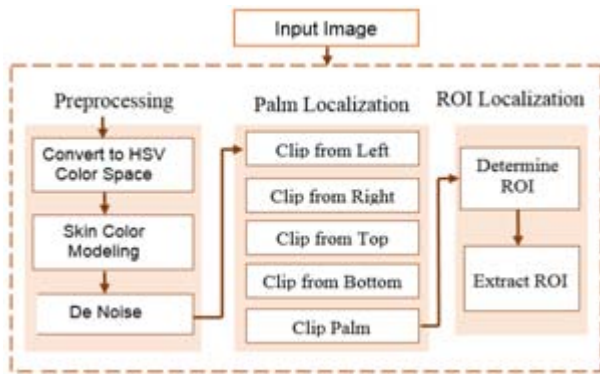 Input Image
Preprocessing
Convert to HSV
Color Space
Skin Color
Modeling
De Noise
Palm Localization
Clip from Left
Clip from Right
Clip from Top
Clip from Bottom
Clip Palm
ROI Localization
Determine
ROI
Extract ROI